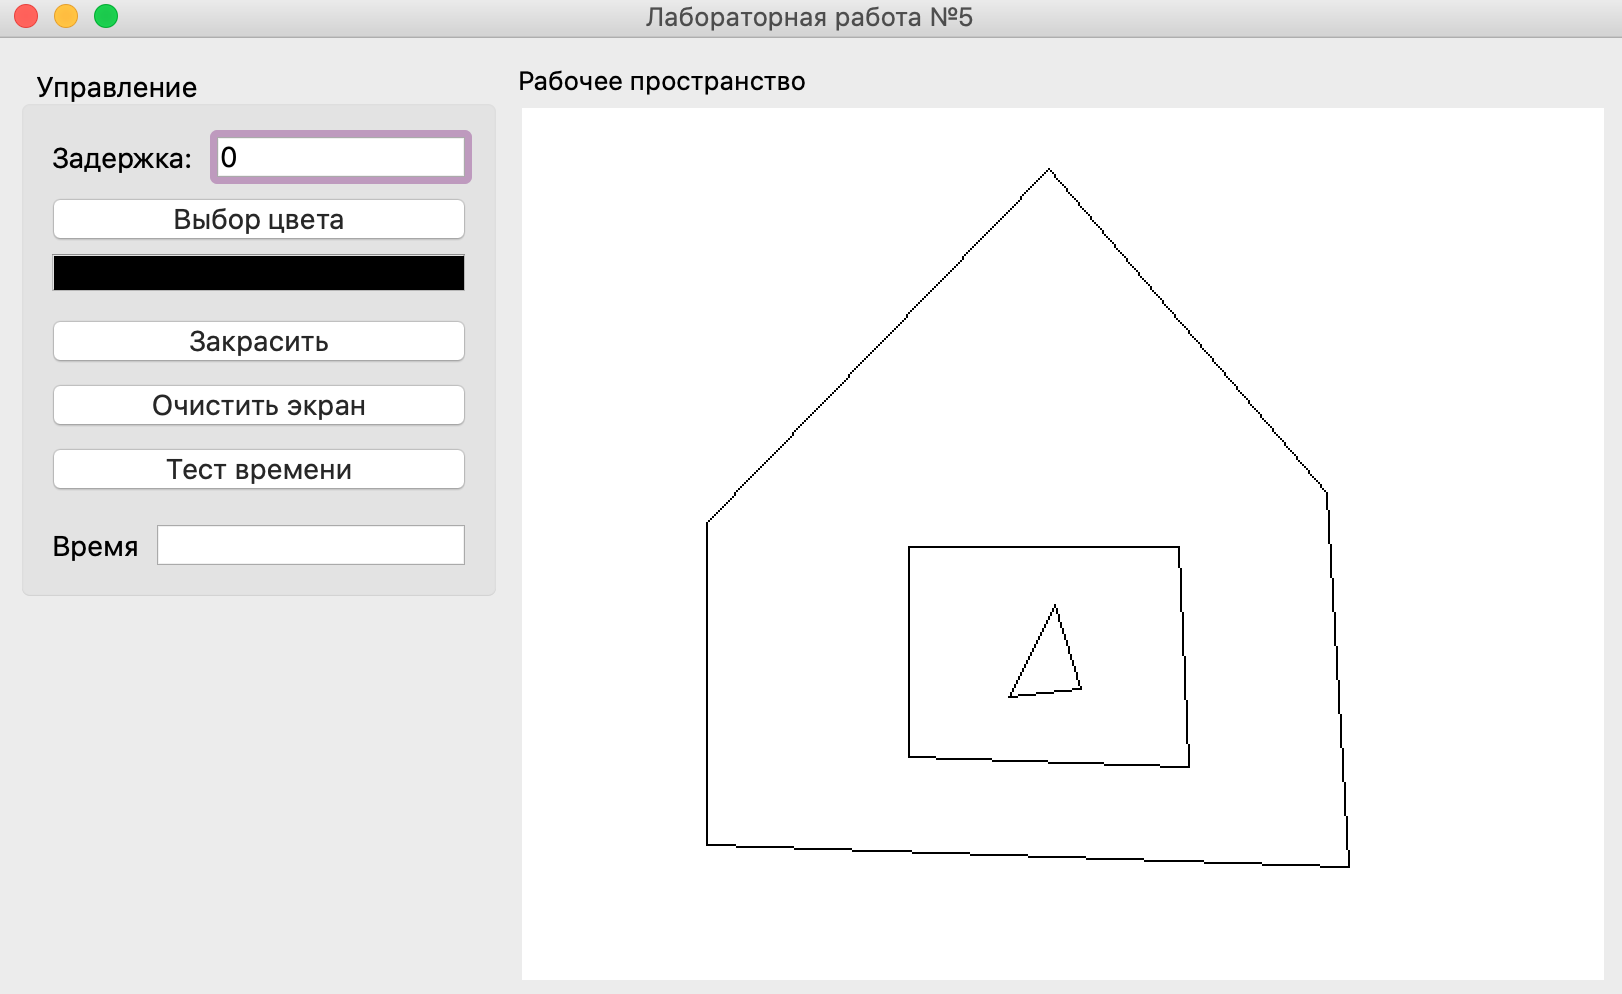 Лабораторная работа №5
Управление
Задержка: 0
Выбор цвета
Закрасить
Очистить экран
Тест времени
Время
Рабочее пространство